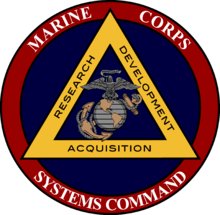 MARINE CORPS
RESEARCH
DEVELOPMENT
ACQUISITION
SYSTEMS COMMAND